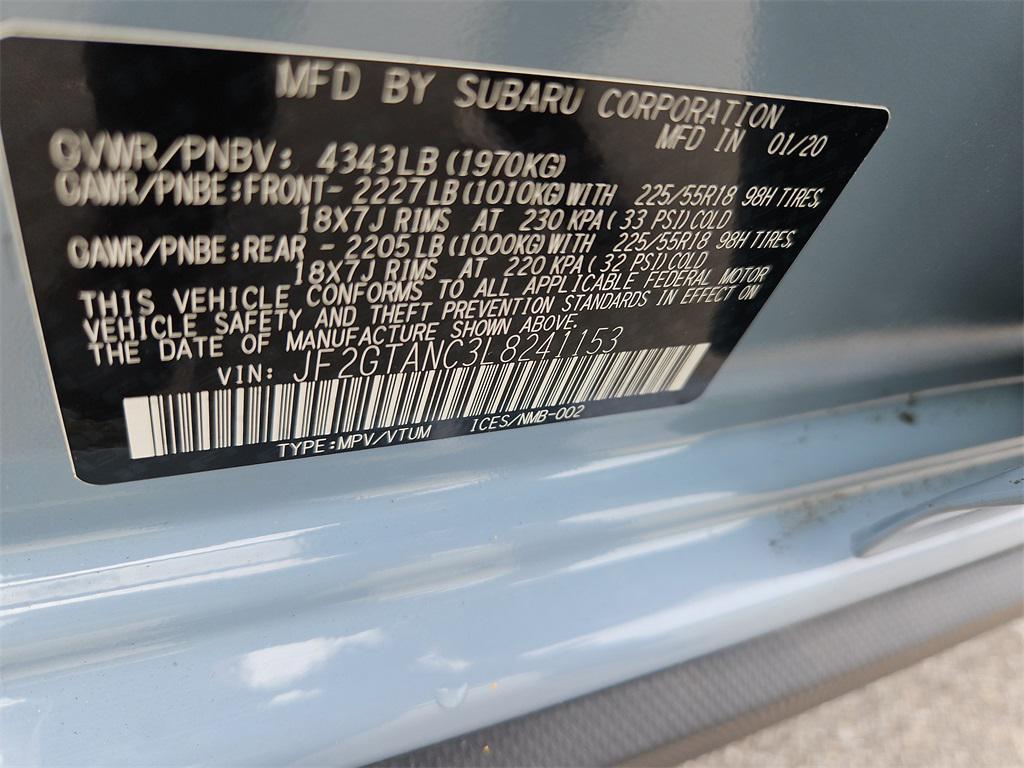 MFD BY SUBARU CORPORATION
MFD IN 01/20
GVWR/PNBV: 4343LB (1970KG)
GAWR/PNBE:FRONT- 2227LB (1010KG) WITH 225/55R18 98H TIRES,
18X7J RIMS AT 230 KPA ( 33 PSI) COLD
GAWR/PNBE:REAR - 2205LB (1000KG) WITH 225/55R18 98H TIRES,
18X7J RIMS AT 220 KPA ( 32 PSI) COLD
THIS VEHICLE CONFORMS TO ALL APPLICABLE FEDERAL MOTOR
VEHICLE SAFETY AND THEFT PREVENTION STANDARDS IN EFFECT ON
THE DATE OF MANUFACTURE SHOWN ABOVE.
VIN: JF2GTANC3L8241153
TYPE:MPV/VTUM ICES/NMB-002